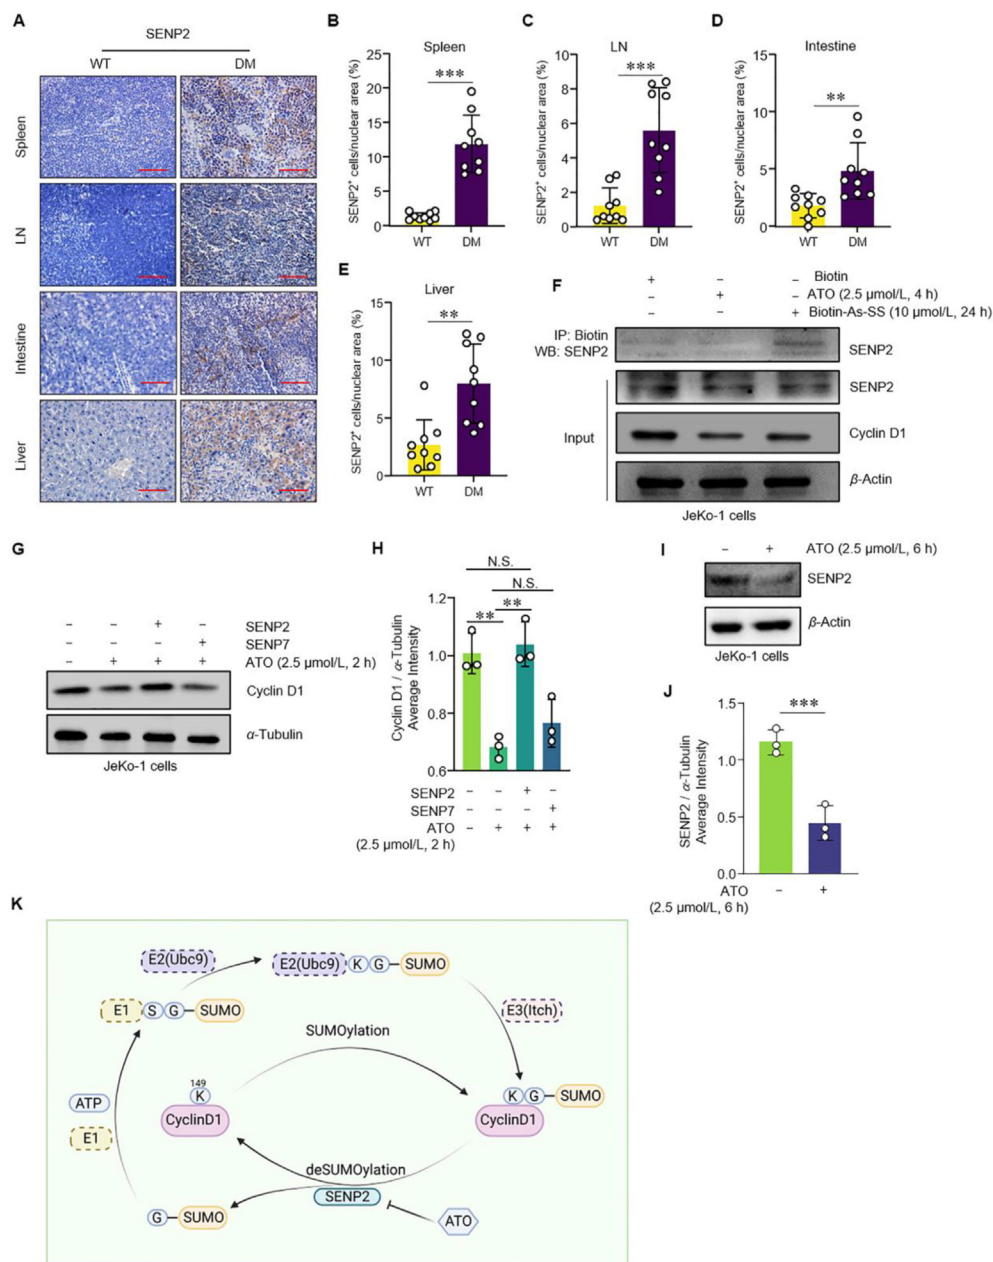 A
SENP2
WT DM
Spleen
LN
Intestine
Liver
B
Spleen
SENP2⁺ cells/nuclear area (%)
25
20
15
10
5
0
***
WT DM
C
LN
SENP2⁺ cells/nuclear area (%)
10
8
6
4
2
0
***
WT DM
D
Intestine
SENP2⁺ cells/nuclear area (%)
15
10
5
0
**
WT DM
E
Liver
SENP2⁺ cells/nuclear area (%)
15
10
5
0
**
WT DM
F
+ – – Biotin
– + – ATO (2.5 μmol/L, 4 h)
– – + Biotin-As-SS (10 μmol/L, 24 h)
IP: Biotin
WB: SENP2
SENP2
Input
SENP2
Cyclin D1
β-Actin
JeKo-1 cells
G
– – + – SENP2
– – – + SENP7
– + + + ATO (2.5 μmol/L, 2 h)
Cyclin D1
α-Tubulin
JeKo-1 cells
H
N.S.
N.S.
** **
Cyclin D1 / α-Tubulin
Average Intensity
1.2
1.0
0.8
0.6
SENP2 – – + –
SENP7 – – – +
ATO – + + +
(2.5 μmol/L, 2 h)
I
– + ATO (2.5 μmol/L, 6 h)
SENP2
β-Actin
JeKo-1 cells
J
SENP2 / α-Tubulin
Average Intensity
1.5
1.0
0.5
0.0
***
ATO – +
(2.5 μmol/L, 6 h)
K
E2(Ubc9)
E2(Ubc9) K G SUMO
E1 S G SUMO
E3(Itch)
SUMOylation
149
K
CyclinD1
K G SUMO
CyclinD1
ATP
E1
deSUMOylation
SENP2
G SUMO
ATO